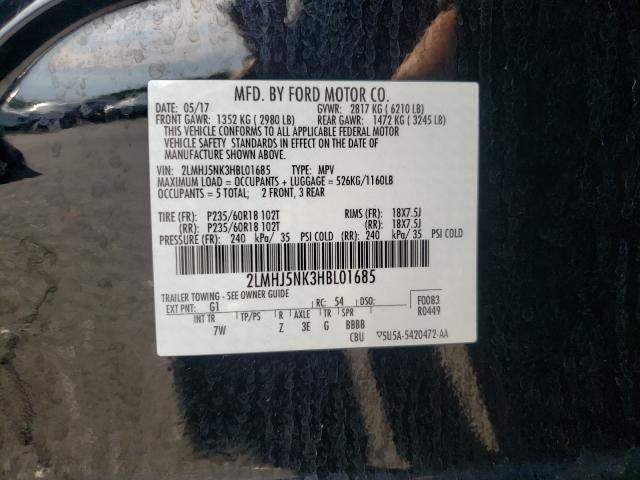 MFD. BY FORD MOTOR CO.
DATE: 05/17 GVWR: 2817 KG ( 6210 LB)
FRONT GAWR: 1352 KG ( 2980 LB) REAR GAWR: 1472 KG ( 3245 LB)
THIS VEHICLE CONFORMS TO ALL APPLICABLE FEDERAL MOTOR
VEHICLE SAFETY STANDARDS IN EFFECT ON THE DATE OF
MANUFACTURE SHOWN ABOVE.
VIN: 2LMHJ5NK3HBL01685 TYPE: MPV
MAXIMUM LOAD = OCCUPANTS + LUGGAGE = 526KG/1160LB
OCCUPANTS = 5 TOTAL; 2 FRONT, 3 REAR
TIRE (FR): P235/60R18 102T RIMS (FR): 18X7.5J
(RR): P235/60R18 102T (RR): 18X7.5J
PRESSURE (FR): 240 kPa/ 35 PSI COLD (RR): 240 kPa/ 35 PSI COLD
2LMHJ5NK3HBL01685
TRAILER TOWING - SEE OWNER GUIDE
EXT PNT: G1 RC: 54 DSO: F0083
INT TR TP/PS R AXLE TR SPR R0449
7W Z 3E G BBBB
CBU 5U5A-5420472-AA